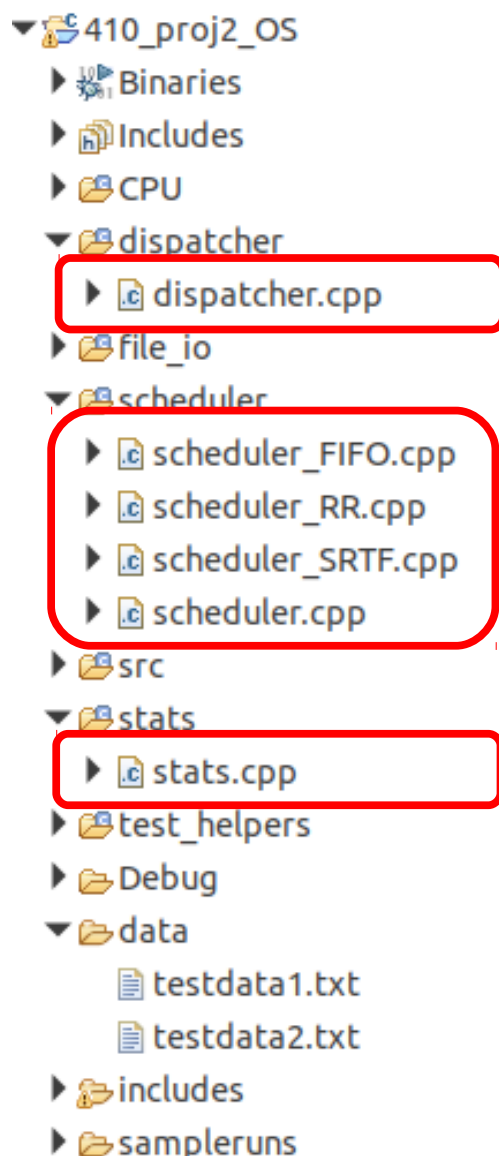 410_proj2_OS
Binaries
Includes
CPU
dispatcher
dispatcher.cpp
file_io
scheduler
scheduler_FIFO.cpp
scheduler_RR.cpp
scheduler_SRTF.cpp
scheduler.cpp
src
stats
stats.cpp
test_helpers
Debug
data
testdata1.txt
testdata2.txt
includes
sampleruns